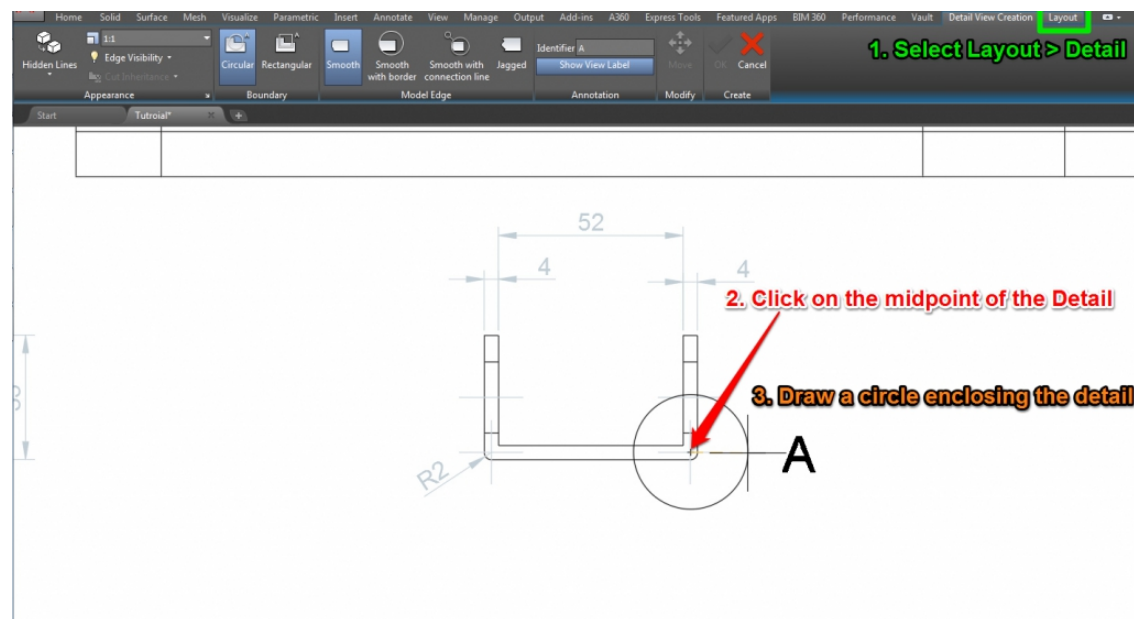 Home Solid Surface Mesh Visualize Parametric Insert Annotate View Manage Output Add-ins A360 Express Tools Featured Apps BIM 360 Performance Vault Detail View Creation Layout
1:1
Edge Visibility
Cut Inheritance
Hidden Lines
Appearance
Circular Rectangular
Boundary
Smooth Smooth with border Smooth with connection line Jagged
Model Edge
Identifier A
Show View Label
Annotation
Move
Modify
OK Cancel
Create
1. Select Layout > Detail
Start Tutroial*
52
4 4
2. Click on the midpoint of the Detail
3. Draw a circle enclosing the detail
A
R2